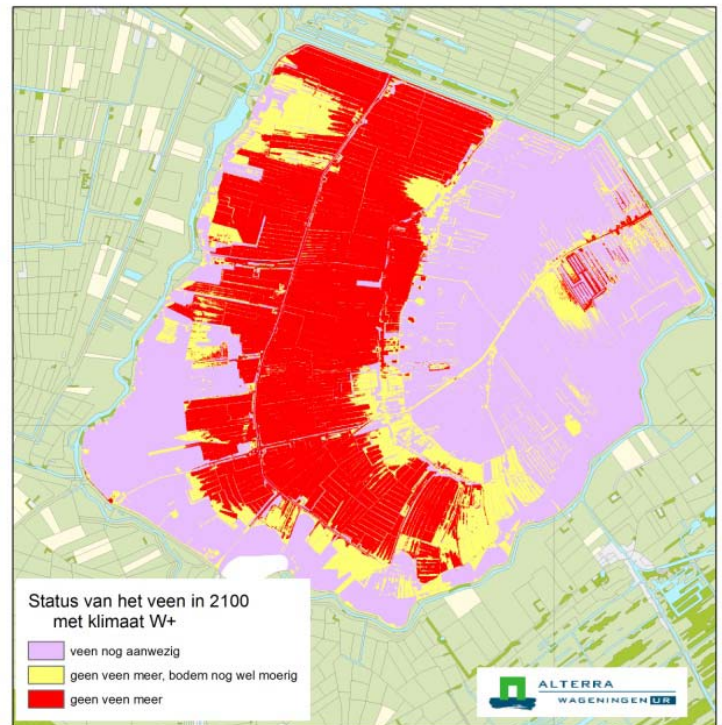 Status van het veen in 2100
met klimaat W+
veen nog aanwezig
geen veen meer, bodem nog wel moerig
geen veen meer
ALTERRA
WAGENINGEN UR